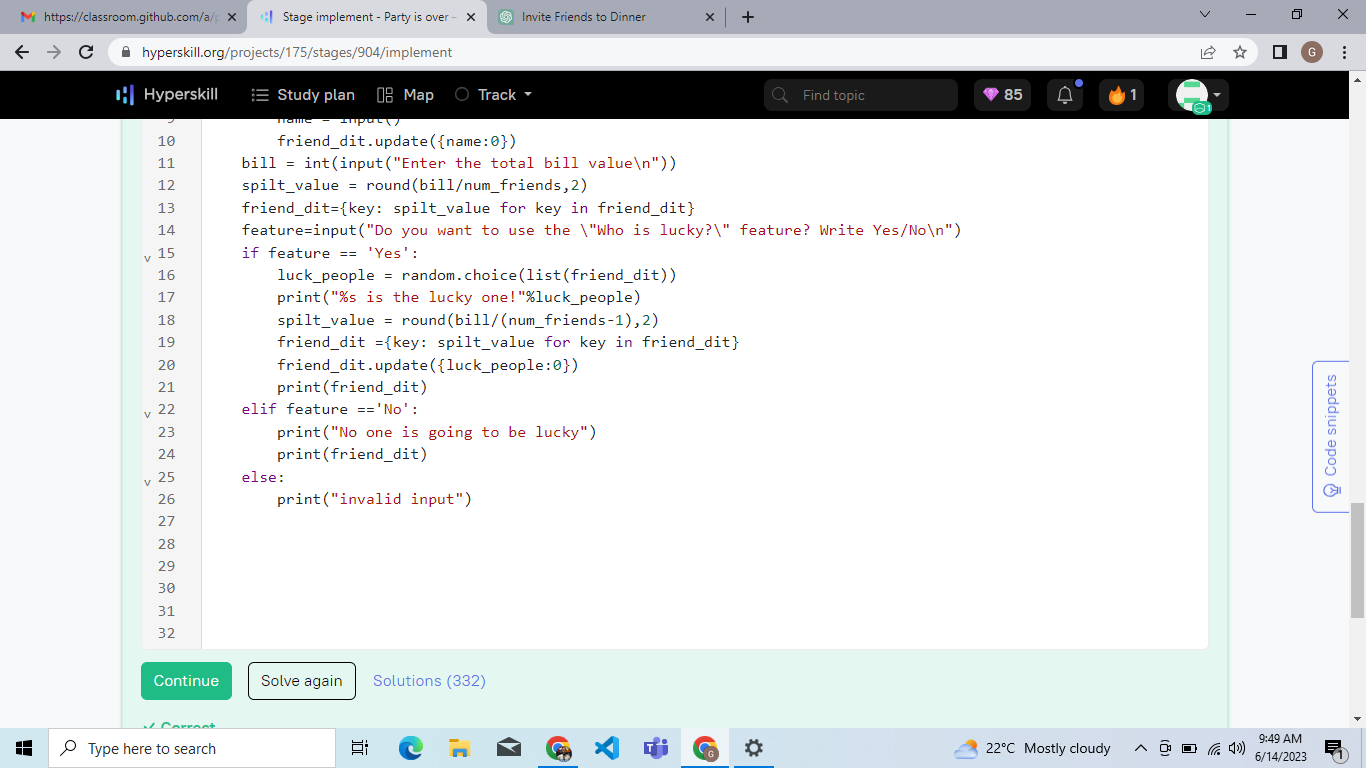 https://classroom.github.com/a/p
Stage implement - Party is over –
Invite Friends to Dinner
hyperskill.org/projects/175/stages/904/implement
G
Hyperskill
Study plan
Map
Track
Find topic
85
1
1
9 name = input()
10 friend_dit.update({name:0})
11 bill = int(input("Enter the total bill value\n"))
12 spilt_value = round(bill/num_friends,2)
13 friend_dit={key: spilt_value for key in friend_dit}
14 feature=input("Do you want to use the \"Who is lucky?\" feature? Write Yes/No\n")
15 if feature == 'Yes':
16 luck_people = random.choice(list(friend_dit))
17 print("%s is the lucky one!"%luck_people)
18 spilt_value = round(bill/(num_friends-1),2)
19 friend_dit ={key: spilt_value for key in friend_dit}
20 friend_dit.update({luck_people:0})
21 print(friend_dit)
22 elif feature =='No':
23 print("No one is going to be lucky")
24 print(friend_dit)
25 else:
26 print("invalid input")
27
28
29
30
31
32
Code snippets
Continue
Solve again
Solutions (332)
Correct
Type here to search
G
22°C Mostly cloudy
9:49 AM
6/14/2023
1